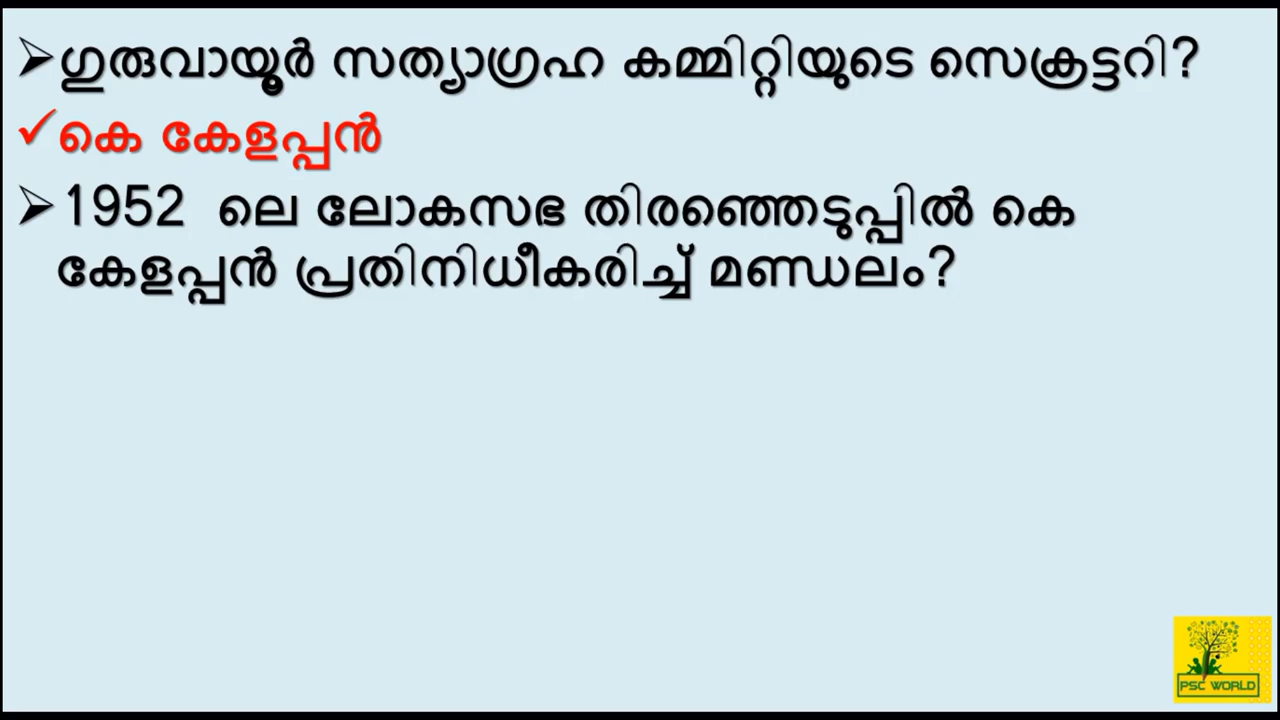 ഗുരുവായൂർ സത്യാഗ്രഹ കമ്മിറ്റിയുടെ സെക്രട്ടറി?
കെ കേളപ്പൻ
1952 ലെ ലോകസഭ തിരഞ്ഞെടുപ്പിൽ കെ
കേളപ്പൻ പ്രതിനിധീകരിച്ച് മണ്ഡലം?
PSC WORLD